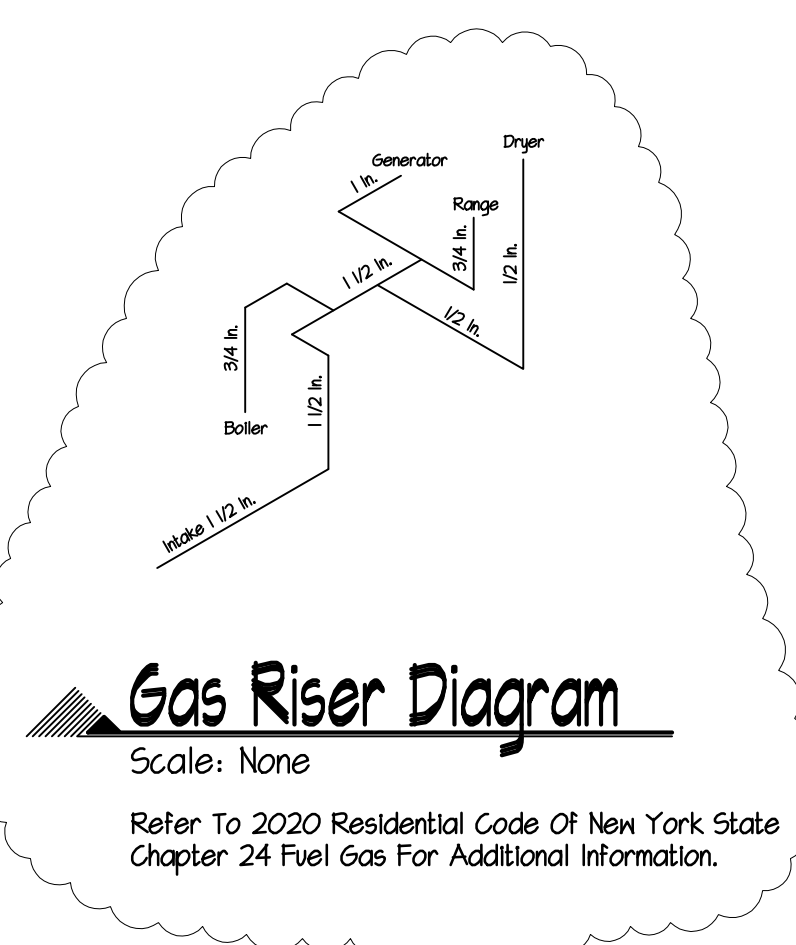 Dryer
Generator
1 In.
Range
3/4 In.
1/2 In.
1 1/2 In.
1/2 In.
3/4 In.
1 1/2 In.
Boiler
Intake 1 1/2 In.
Gas Riser Diagram
Scale: None
Refer To 2020 Residential Code Of New York State
Chapter 24 Fuel Gas For Additional Information.